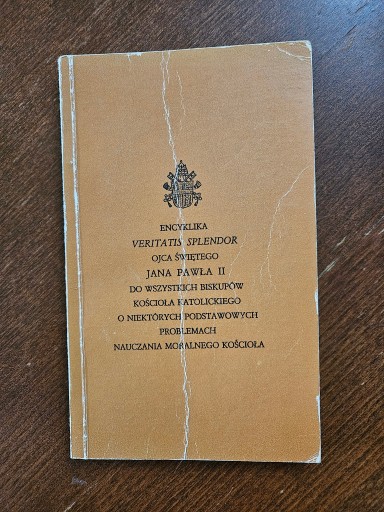 ENCYKLIKA
VERITATIS SPLENDOR
OJCA ŚWIĘTEGO
JANA PAWŁA II
DO WSZYSTKICH BISKUPÓW
KOŚCIOŁA KATOLICKIEGO
O NIEKTÓRYCH PODSTAWOWYCH
PROBLEMACH
NAUCZANIA MORALNEGO KOŚCIOŁA